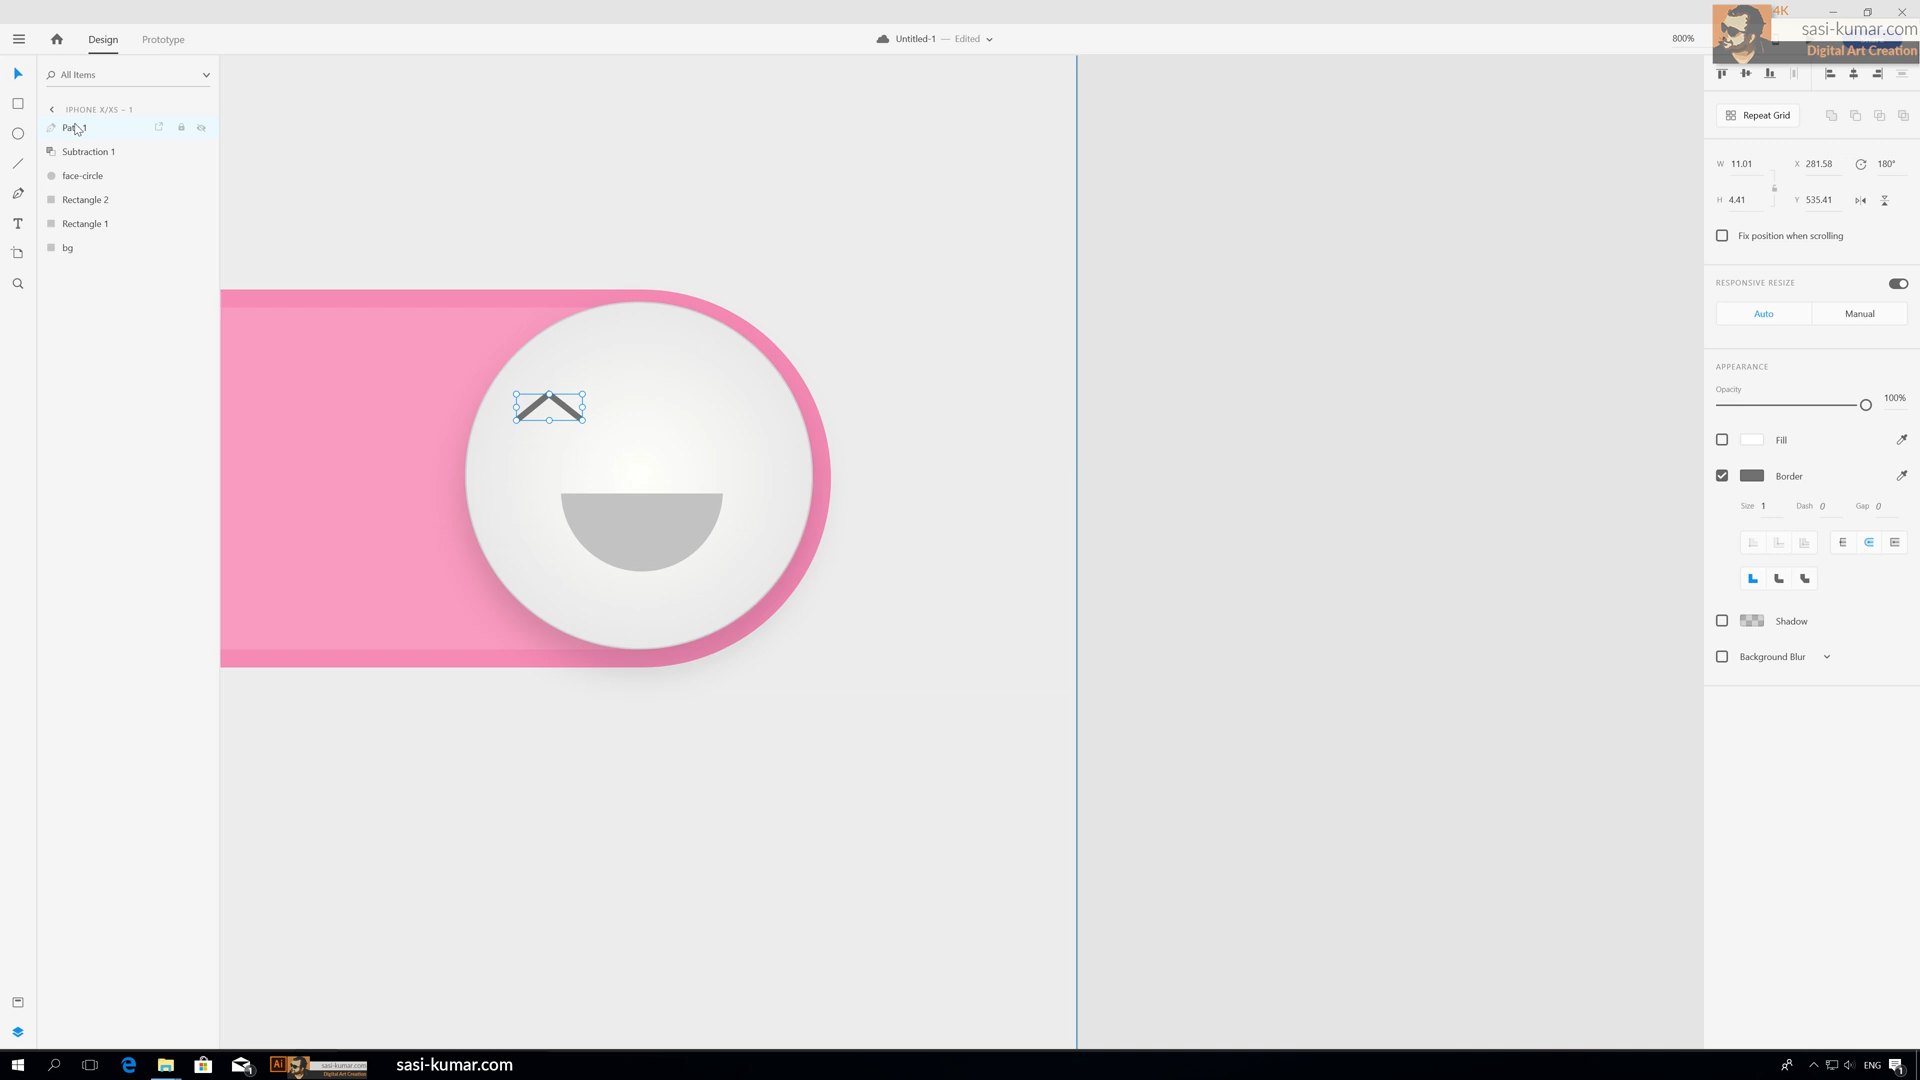 4K
sasi-kumar.com
Digital Art Creation
Design
Prototype
Untitled-1 — Edited
800%
All Items
IPHONE X/XS – 1
Subtraction 1
face-circle
Rectangle 2
Rectangle 1
bg
Repeat Grid
W 11.01 X 281.58 180°
H 4.41 Y 535.41
Fix position when scrolling
RESPONSIVE RESIZE
Auto Manual
APPEARANCE
Opacity
100%
Fill
Border
Size 1 Dash 0 Gap 0
Shadow
Background Blur
T
1
Ai
sasi-kumar.com
Digital Art Creation
sasi-kumar.com
ENG
1